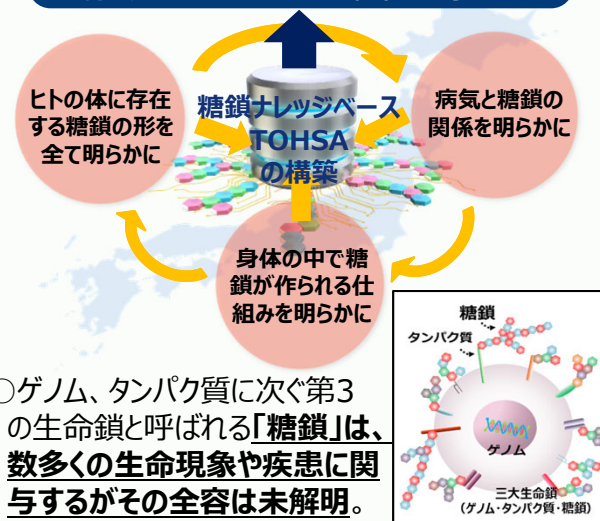 ヒトの体に存在
する糖鎖の形を
全て明らかに
糖鎖ナレッジベース
TOHSA
の構築
病気と糖鎖の
関係を明らかに
身体の中で糖
鎖が作られる仕
組みを明らかに
糖鎖
タンパク質
ゲノム
三大生命鎖
(ゲノム・タンパク質・糖鎖)
○ゲノム、タンパク質に次ぐ第3
の生命鎖と呼ばれる「糖鎖」は、
数多くの生命現象や疾患に関
与するがその全容は未解明。